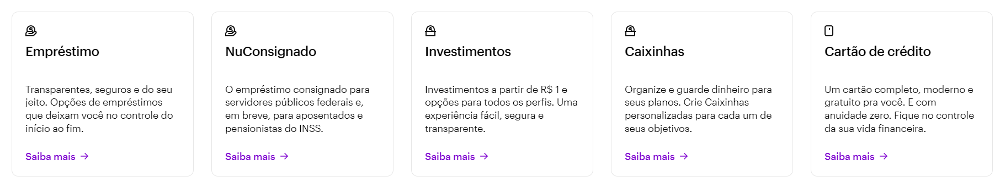 Empréstimo
Transparentes, seguros e do seu
jeito. Opções de empréstimos
que deixam você no controle do
início ao fim.
Saiba mais →
NuConsignado
O empréstimo consignado para
servidores públicos federais e,
em breve, para aposentados e
pensionistas do INSS.
Saiba mais →
Investimentos
Investimentos a partir de R$ 1 e
opções para todos os perfis. Uma
experiência fácil, segura e
transparente.
Saiba mais →
Caixinhas
Organize e guarde dinheiro para
seus planos. Crie Caixinhas
personalizadas para cada um de
seus objetivos.
Saiba mais →
Cartão de crédito
Um cartão completo, moderno e
gratuito pra você. E com
anuidade zero. Fique no controle
da sua vida financeira.
Saiba mais →